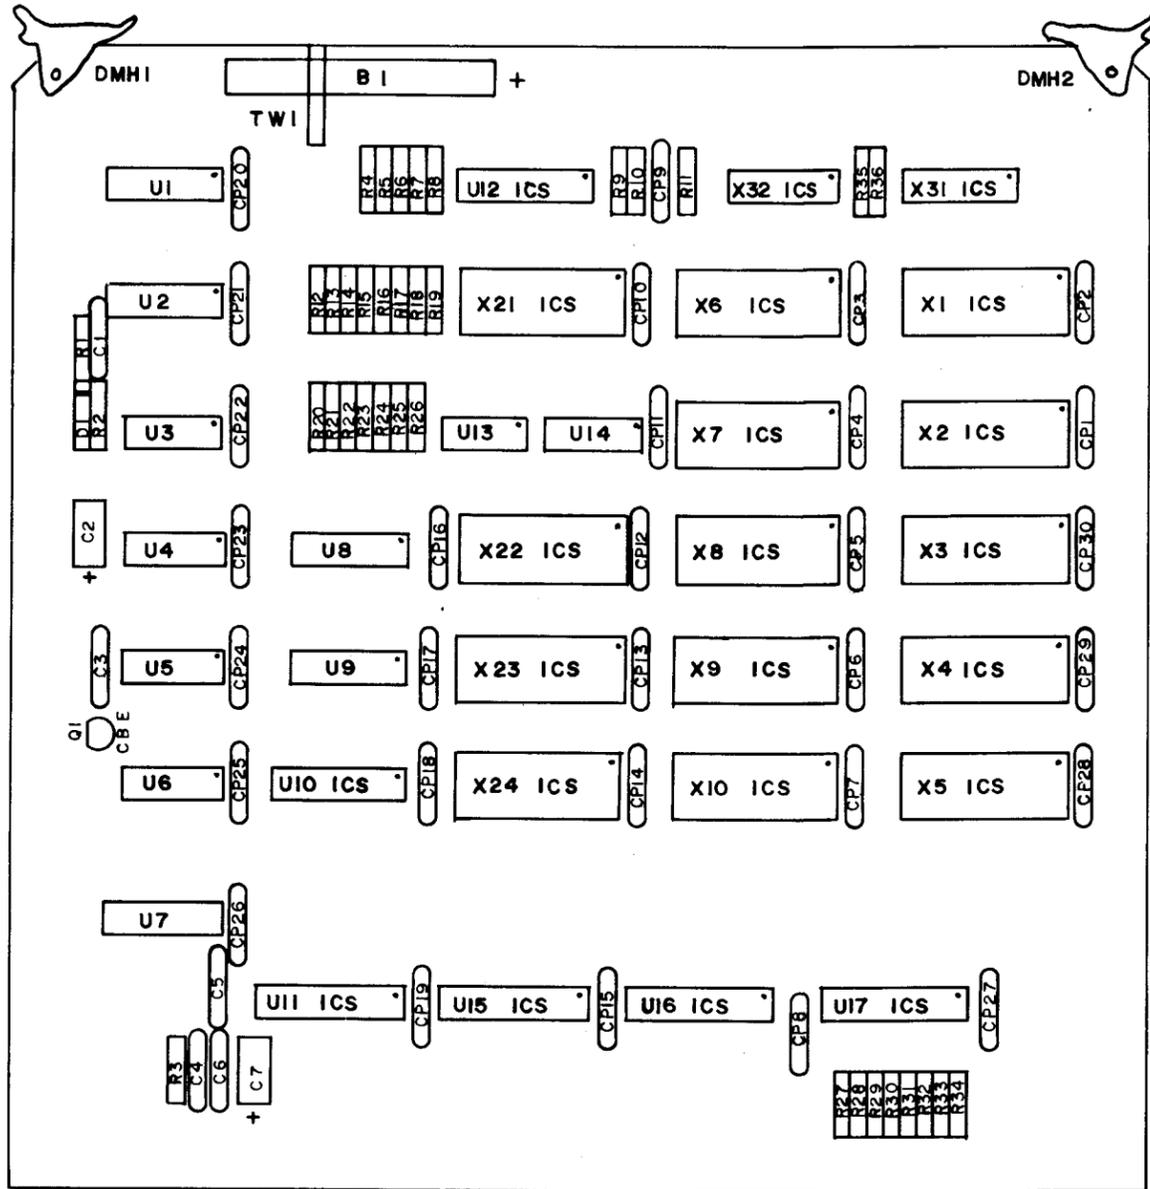 DMH1
B1
+
DMH2
TW1
U1
CP20
R4
R5
R6
R7
R8
U12 ICS
R9
R10
CP9
R11
X32 ICS
R35
R36
X31 ICS
U2
CP21
R12
R13
R14
R15
R16
R17
R18
R19
X21 ICS
CP10
X6 ICS
CP3
X1 ICS
CP2
R1
C1
D1
R2
U3
CP22
R20
R21
R22
R23
R24
R25
R26
U13
U14
CP11
X7 ICS
CP4
X2 ICS
CP1
C2
+
U4
CP23
U8
CP16
X22 ICS
CP12
X8 ICS
CP5
X3 ICS
CP30
C3
U5
CP24
U9
CP17
X23 ICS
CP13
X9 ICS
CP6
X4 ICS
CP29
Q1
CBE
U6
CP25
U10 ICS
CP18
X24 ICS
CP14
X10 ICS
CP7
X5 ICS
CP28
U7
CP26
C5
U11 ICS
CP19
U15 ICS
CP15
U16 ICS
CP8
U17 ICS
CP27
R3
C4
C6
C7
+
R27
R28
R29
R30
R31
R32
R33
R34